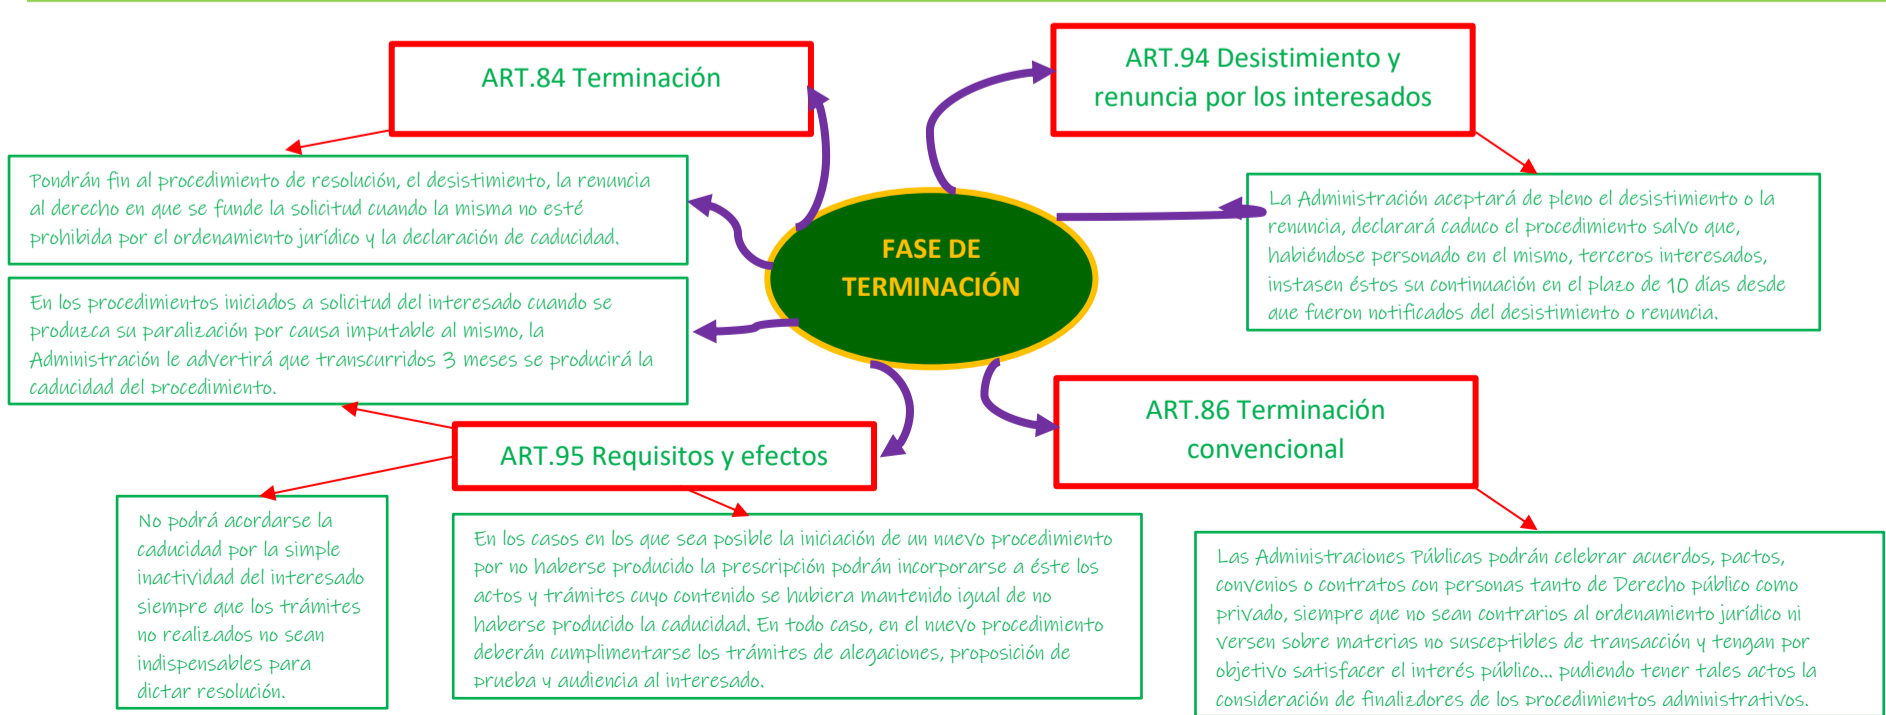 ART.84 Terminación
Pondrán fin al procedimiento de resolución, el desistimiento, la renuncia
al derecho en que se funde la solicitud cuando la misma no esté
prohibida por el ordenamiento jurídico y la declaración de caducidad.
En los procedimientos iniciados a solicitud del interesado cuando se
produzca su paralización por causa imputable al mismo, la
Administración le advertirá que transcurridos 3 meses se producirá la
caducidad del procedimiento.
ART.94 Desistimiento y
renuncia por los interesados
La Administración aceptará de pleno el desistimiento o la
renuncia, declarará caduco el procedimiento salvo que,
habiéndose personado en el mismo, terceros interesados,
instasen éstos su continuación en el plazo de 10 días desde
que fueron notificados del desistimiento o renuncia.
FASE DE
TERMINACIÓN
ART.95 Requisitos y efectos
No podrá acordarse la
caducidad por la simple
inactividad del interesado
siempre que los trámites
no realizados no sean
indispensables para
dictar resolución.
En los casos en los que sea posible la iniciación de un nuevo procedimiento
por no haberse producido la prescripción podrán incorporarse a éste los
actos y trámites cuyo contenido se hubiera mantenido igual de no
haberse producido la caducidad. En todo caso, en el nuevo procedimiento
deberán cumplimentarse los trámites de alegaciones, proposición de
prueba y audiencia al interesado.
ART.86 Terminación
convencional
Las Administraciones Públicas podrán celebrar acuerdos, pactos,
convenios o contratos con personas tanto de Derecho público como
privado, siempre que no sean contrarios al ordenamiento jurídico ni
versen sobre materias no susceptibles de transacción y tengan por
objetivo satisfacer el interés público... pudiendo tener tales actos la
consideración de finalizdores de los procedimientos administrativos.